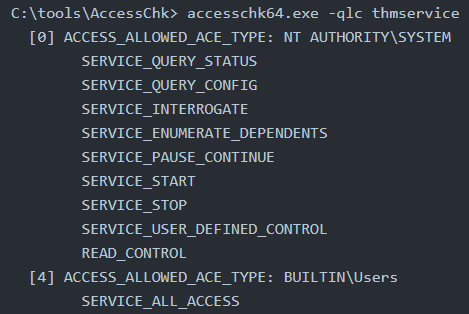 C:\tools\AccessChk> accesschk64.exe -qlc thmservice
[0] ACCESS_ALLOWED_ACE_TYPE: NT AUTHORITY\SYSTEM
SERVICE_QUERY_STATUS
SERVICE_QUERY_CONFIG
SERVICE_INTERROGATE
SERVICE_ENUMERATE_DEPENDENTS
SERVICE_PAUSE_CONTINUE
SERVICE_START
SERVICE_STOP
SERVICE_USER_DEFINED_CONTROL
READ_CONTROL
[4] ACCESS_ALLOWED_ACE_TYPE: BUILTIN\Users
SERVICE_ALL_ACCESS